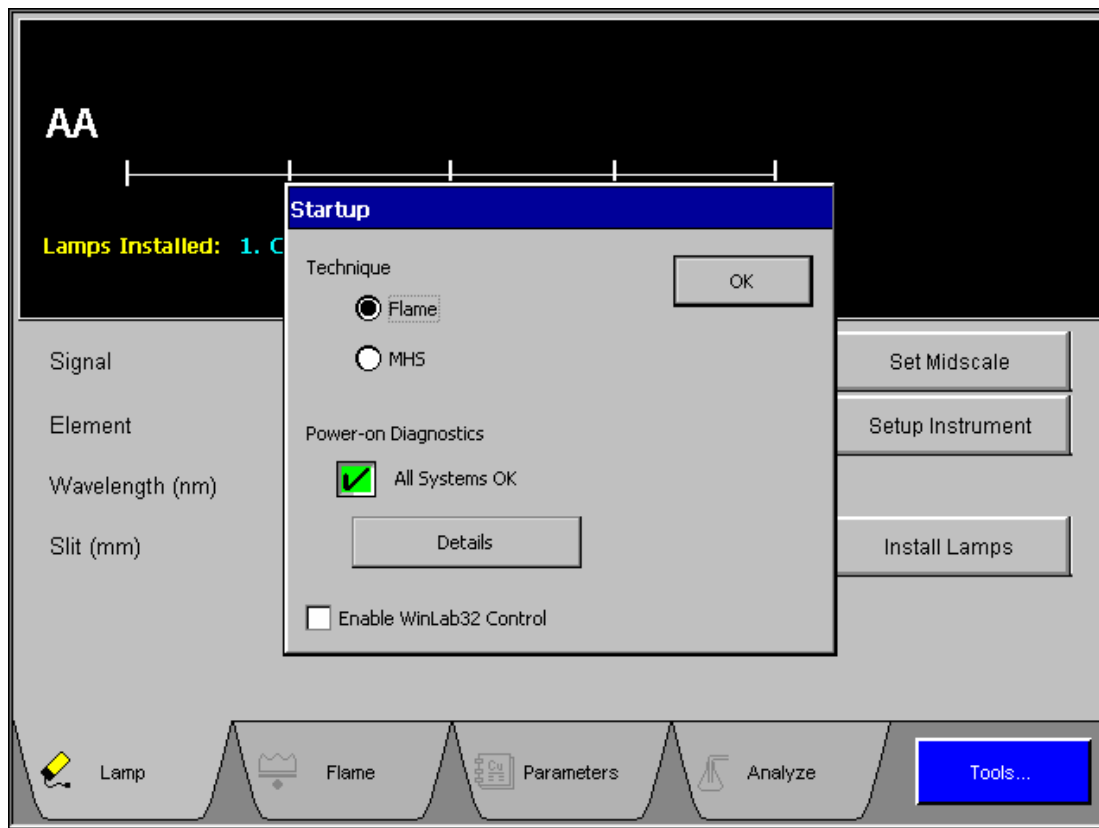 AA
Lamps Installed: 1. C
Startup
Technique
OK
Flame
MHS
Power-on Diagnostics
All Systems OK
Details
Enable WinLab32 Control
Signal
Set Midscale
Element
Setup Instrument
Wavelength (nm)
Slit (mm)
Install Lamps
Lamp
Flame
Cu
Parameters
Analyze
Tools...